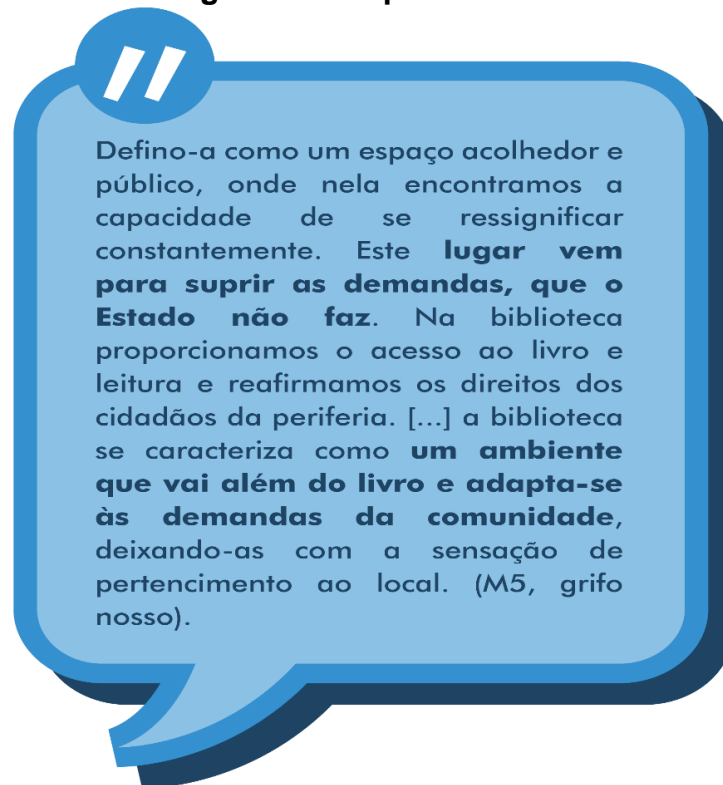 Defino-a como um espaço acolhedor e
público, onde nela encontramos a
capacidade de se ressignificar
constantemente. Este lugar vem
para suprir as demandas, que o
Estado não faz. Na biblioteca
proporcionamos o acesso ao livro e
leitura e reafirmamos os direitos dos
cidadãos da periferia. [...] a biblioteca
se caracteriza como um ambiente
que vai além do livro e adapta-se
às demandas da comunidade,
deixando-as com a sensação de
pertencimento ao local. (M5, grifo
nosso).